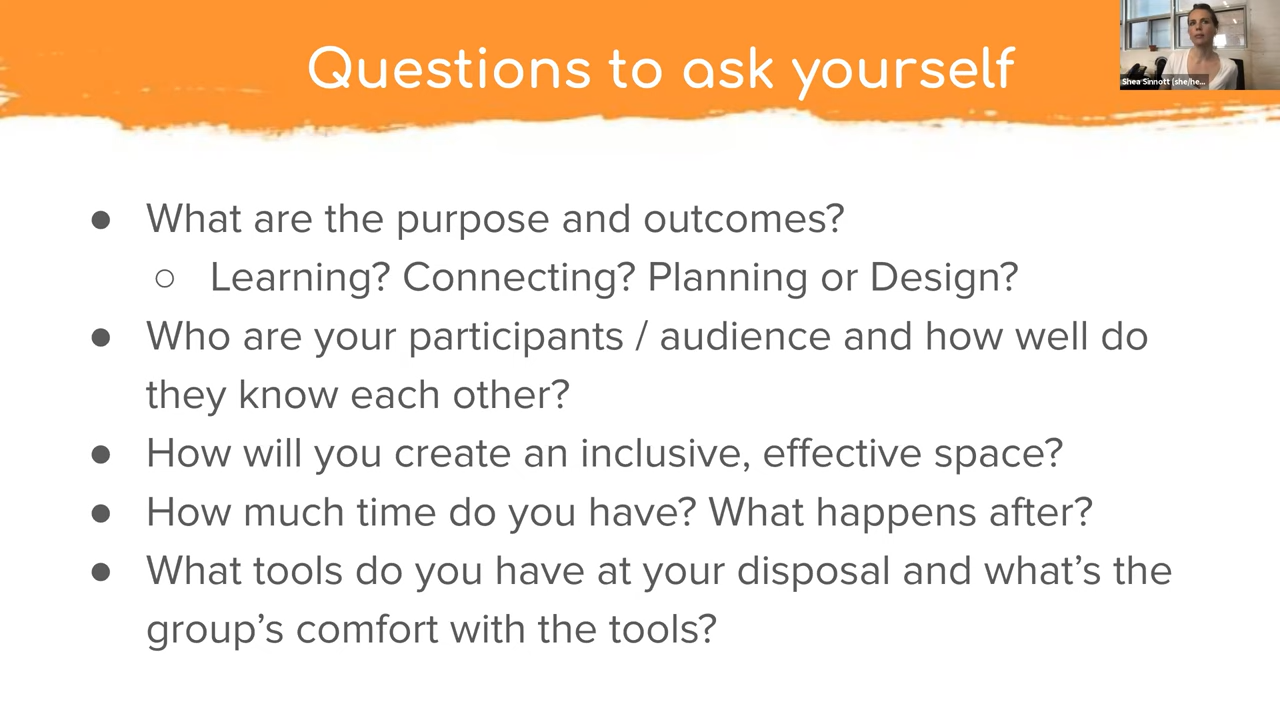 Questions to ask yourself
Shea Sinnott (she/he...
● What are the purpose and outcomes?
○ Learning? Connecting? Planning or Design?
● Who are your participants / audience and how well do
they know each other?
● How will you create an inclusive, effective space?
● How much time do you have? What happens after?
● What tools do you have at your disposal and what’s the
group’s comfort with the tools?